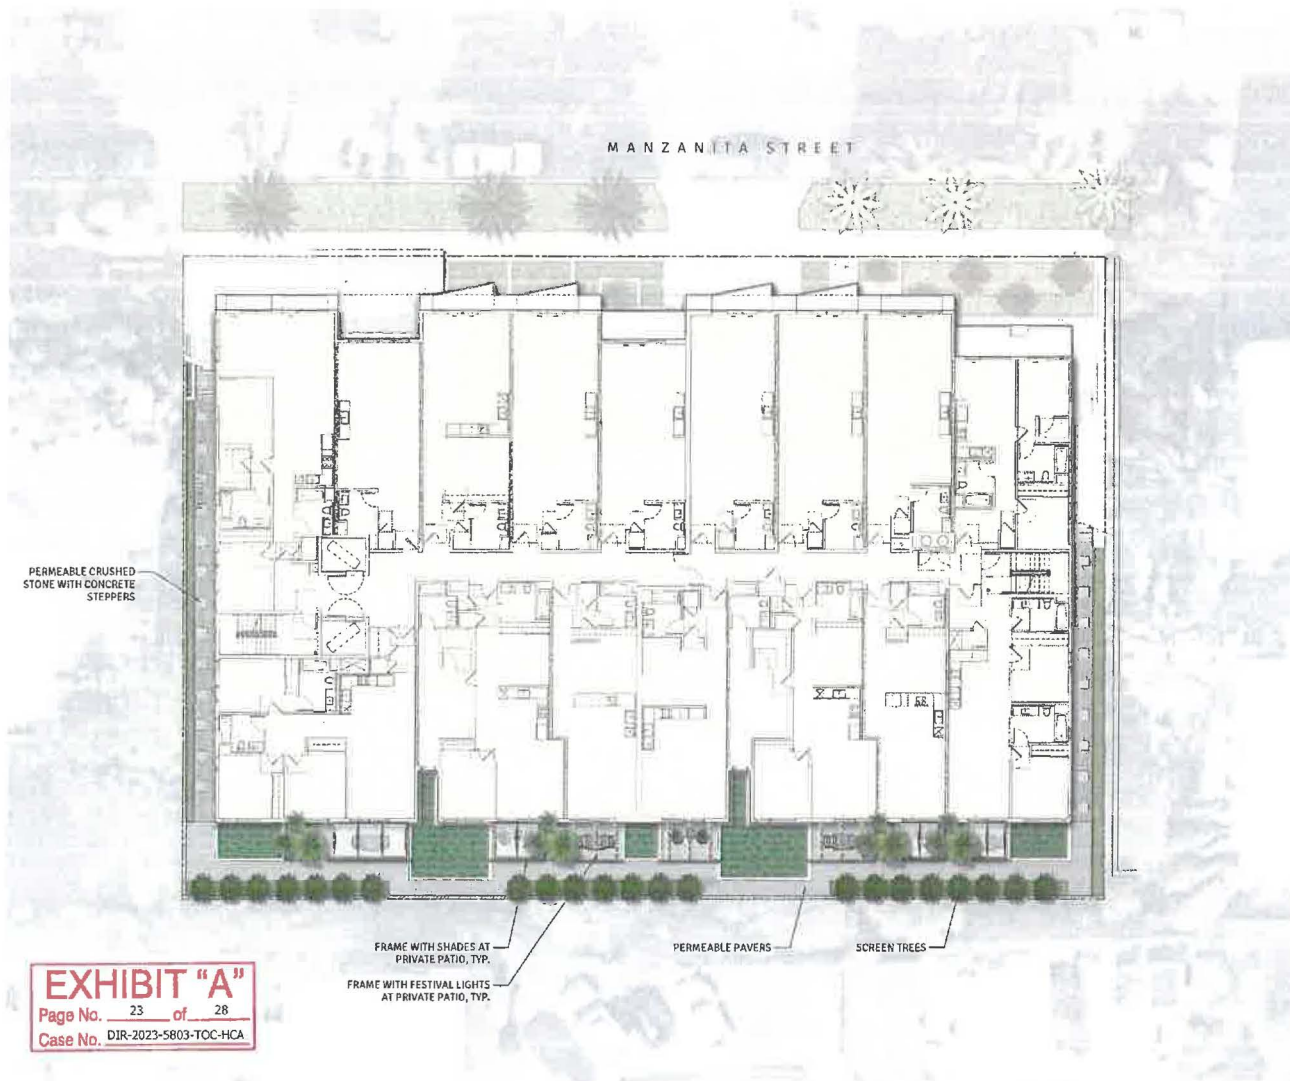 MANZANITA STREET
PERMEABLE CRUSHED
STONE WITH CONCRETE
STEPPERS
FRAME WITH SHADES AT
PRIVATE PATIO, TYP.
FRAME WITH FESTIVAL LIGHTS
AT PRIVATE PATIO, TYP.
PERMEABLE PAVERS
SCREEN TREES
EXHIBIT "A"
Page No. 23 of 28
Case No. DIR-2023-5803-TOC-HCA